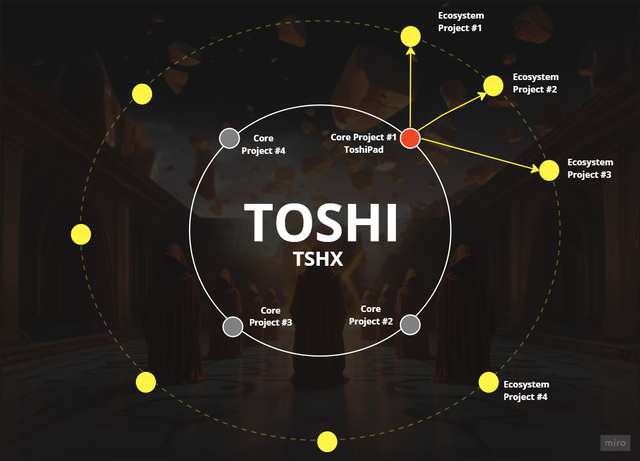 Ecosystem
Project #1
Ecosystem
Project #2
Core
Project #4
Core Project #1
ToshiPad
Ecosystem
Project #3
TOSHI
TSHX
Core
Project #3
Core
Project #2
Ecosystem
Project #4
miro